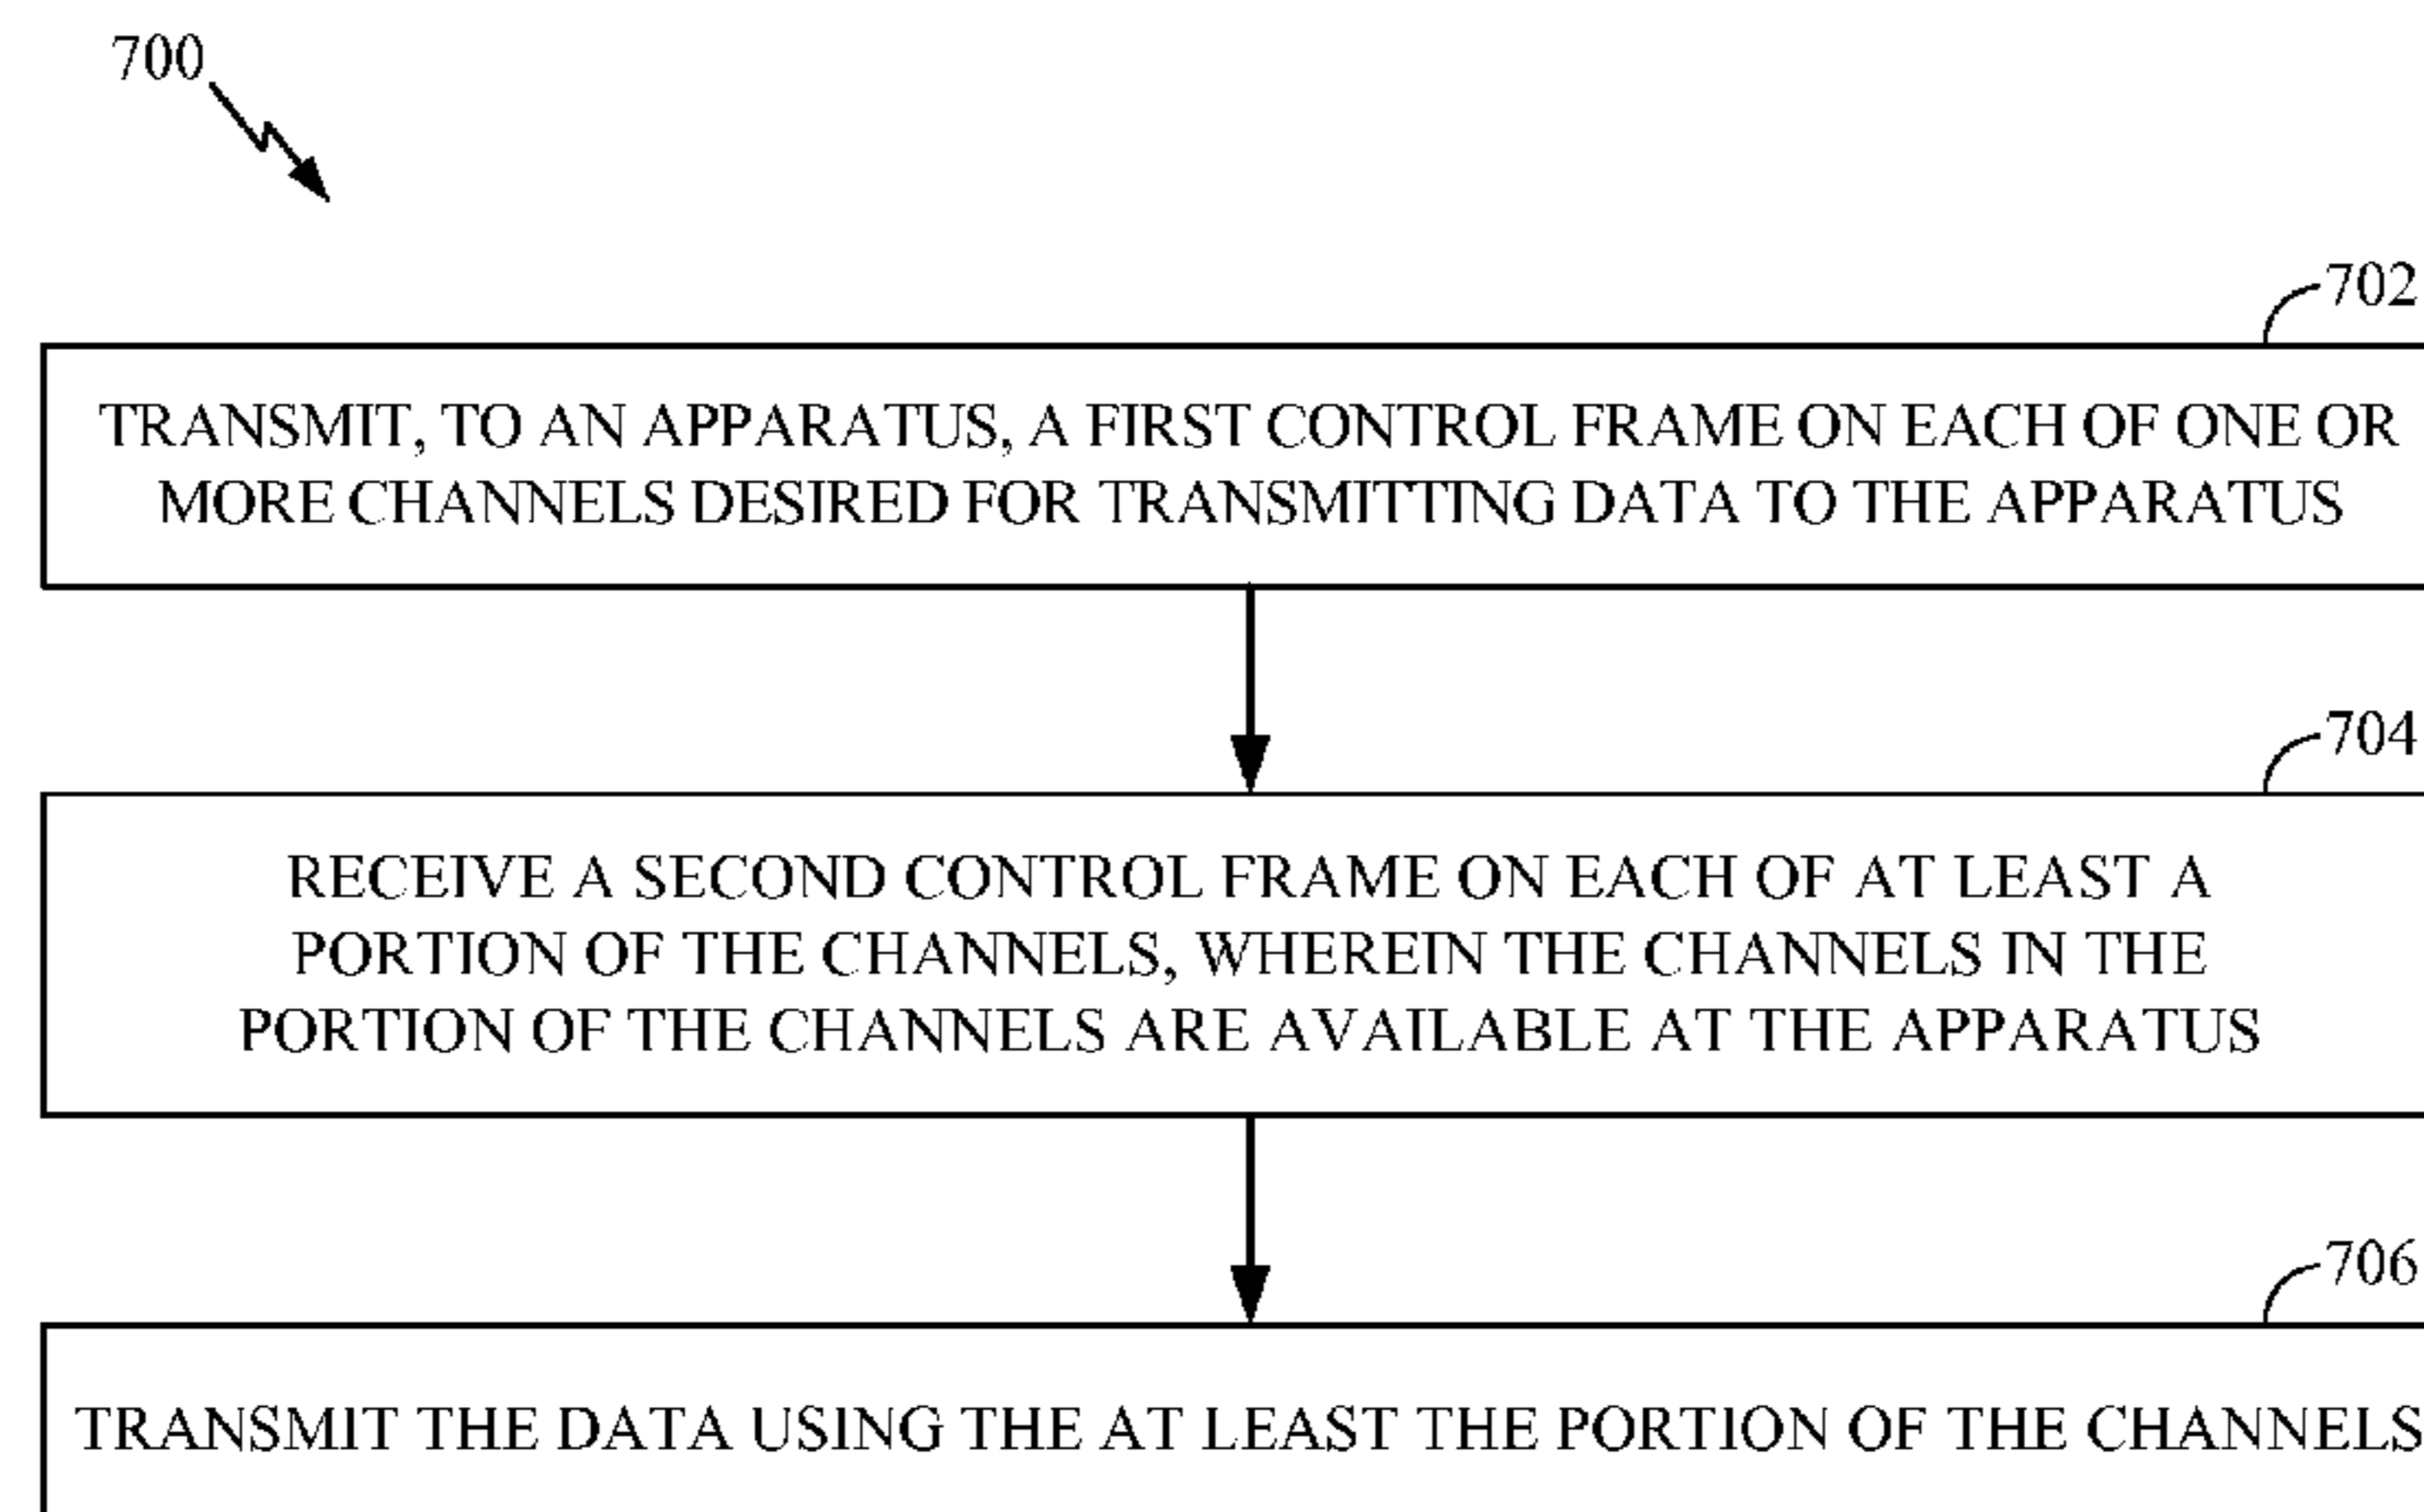 700
702
TRANSMIT, TO AN APPARATUS, A FIRST CONTROL FRAME ON EACH OF ONE OR
MORE CHANNELS DESIRED FOR TRANSMITTING DATA TO THE APPARATUS
704
RECEIVE A SECOND CONTROL FRAME ON EACH OF AT LEAST A
PORTION OF THE CHANNELS, WHEREIN THE CHANNELS IN THE
PORTION OF THE CHANNELS ARE AVAILABLE AT THE APPARATUS
706
TRANSMIT THE DATA USING THE AT LEAST THE PORTION OF THE CHANNELS